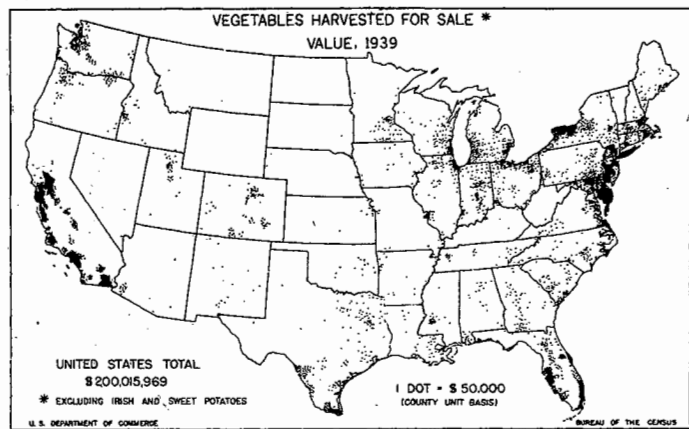 VEGETABLES HARVESTED FOR SALE *
VALUE, 1939
UNITED STATES TOTAL
$200,015,969
* EXCLUDING IRISH AND SWEET POTATOES
1 DOT = $50,000
(COUNTY UNIT BASIS)
U. S. DEPARTMENT OF COMMERCE
BUREAU OF THE CENSUS